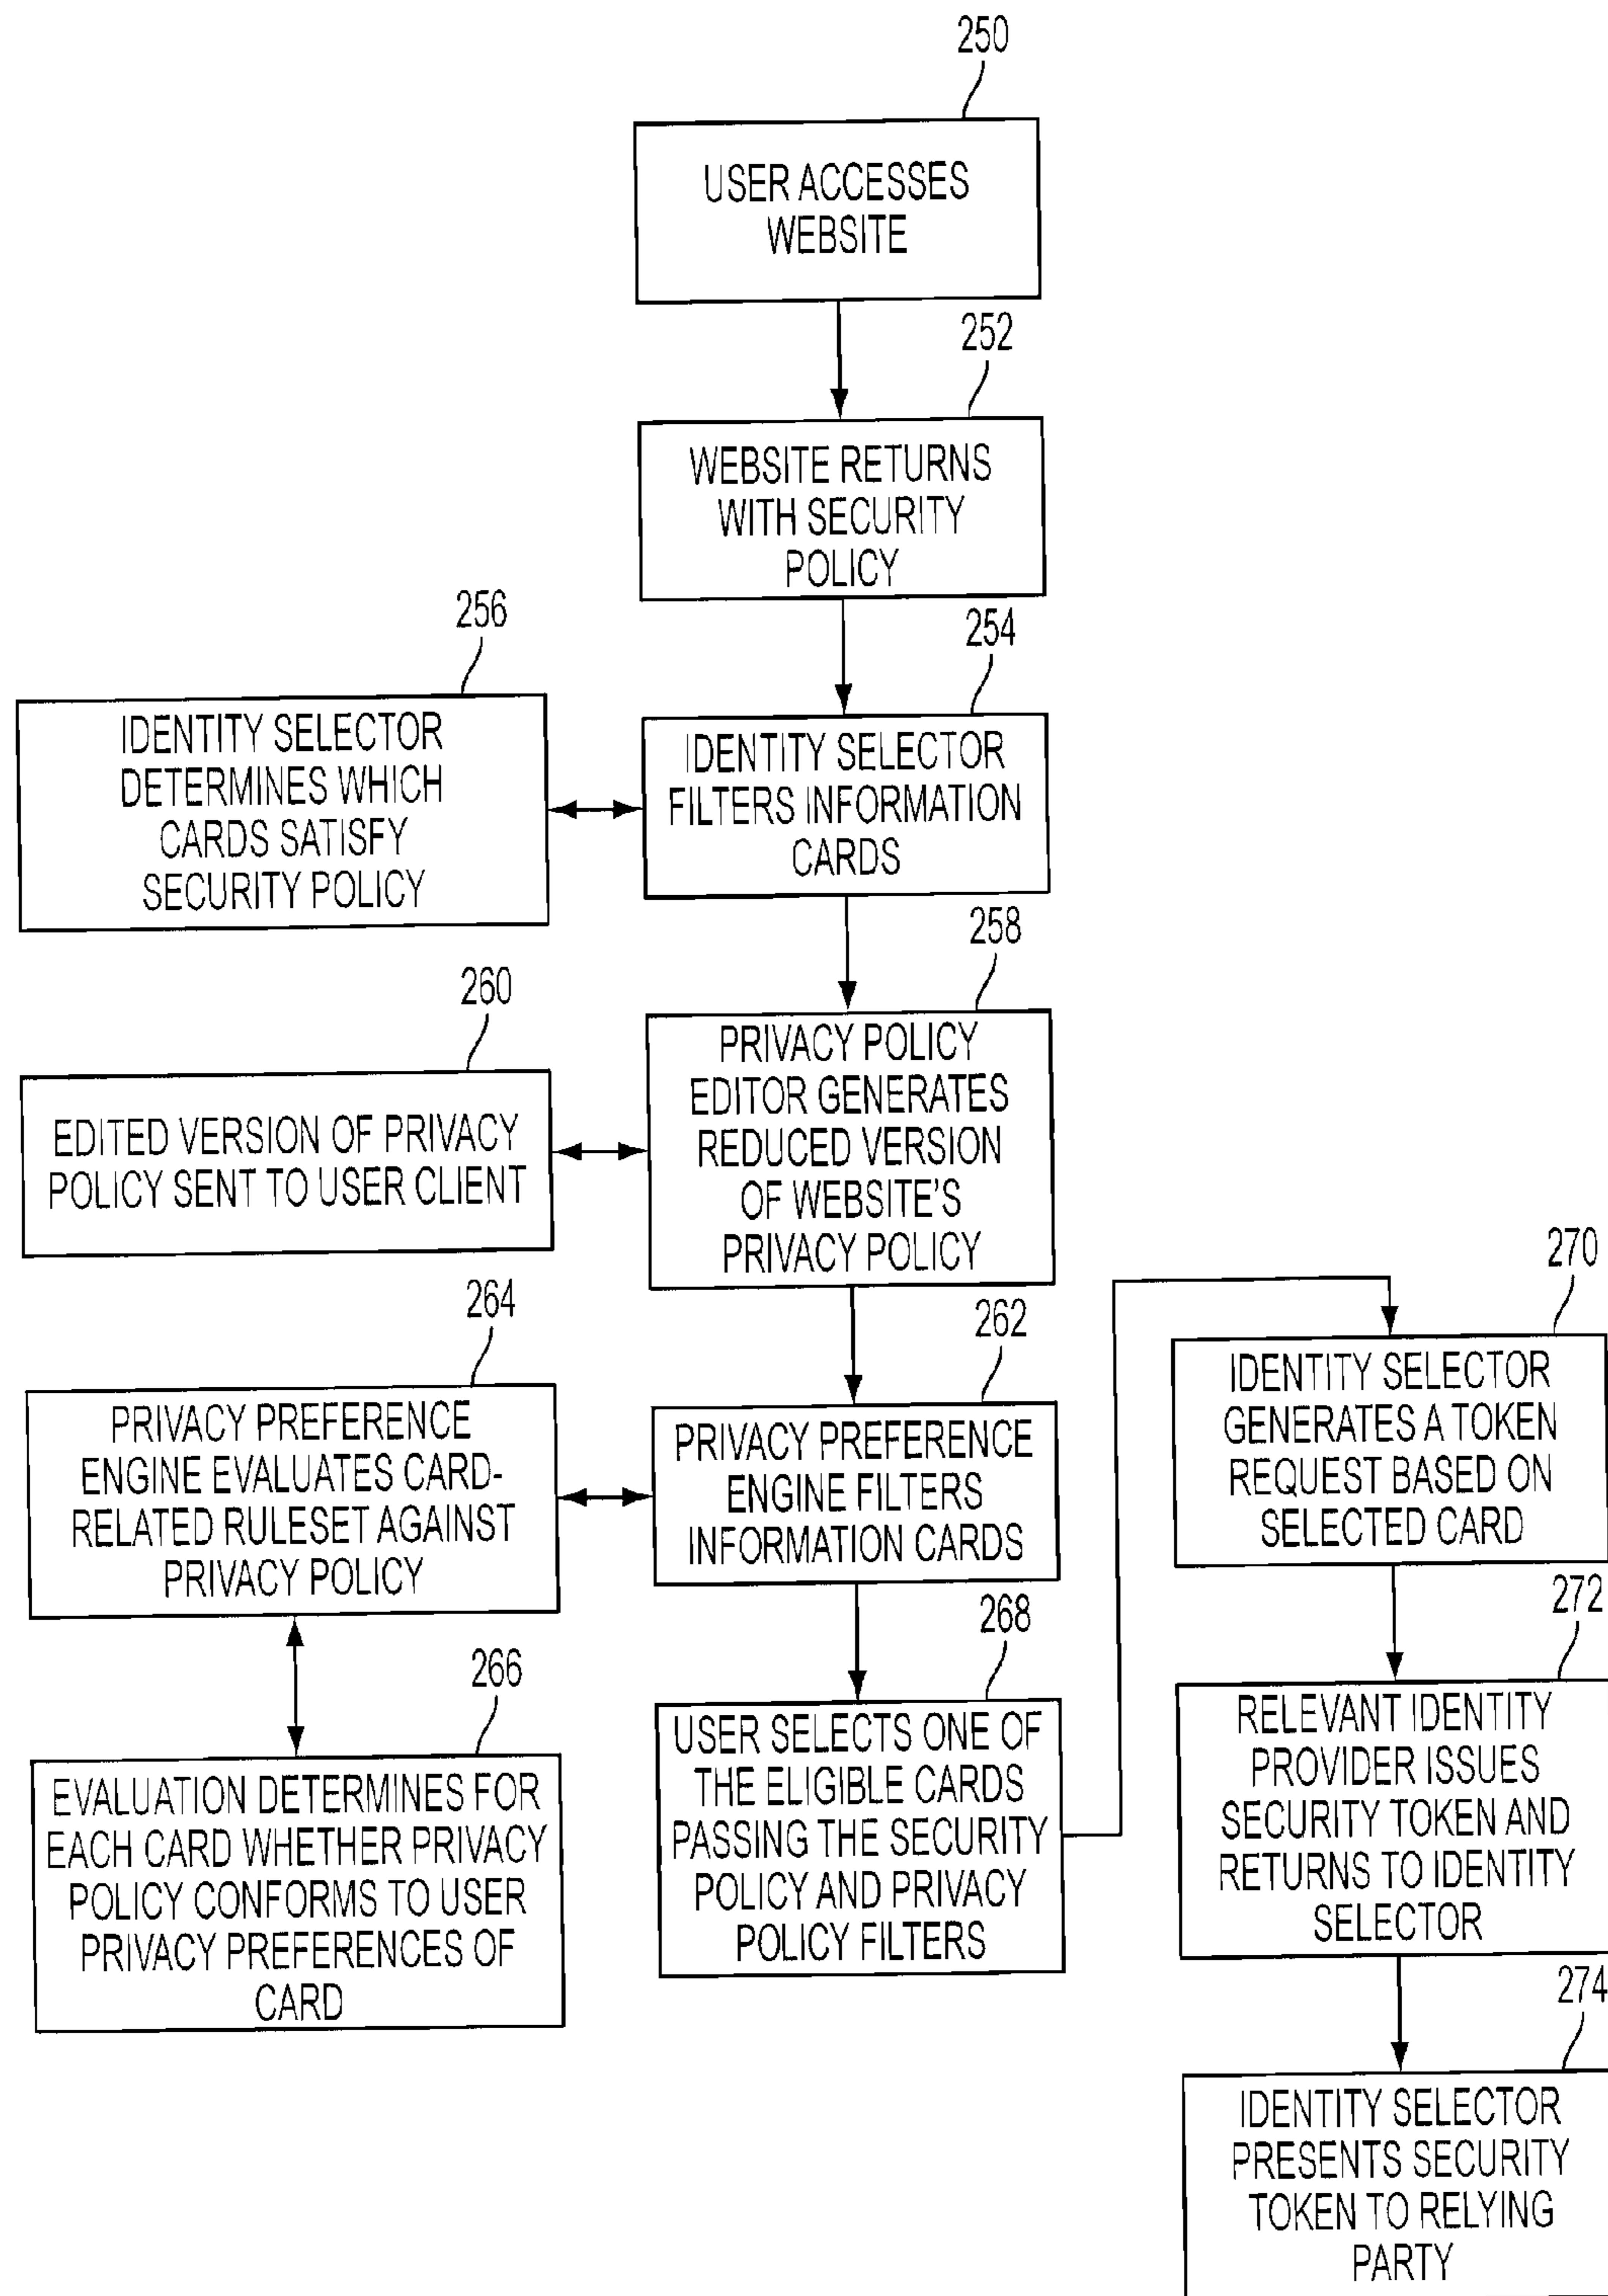 250
USER ACCESSES
WEBSITE
252
WEBSITE RETURNS
WITH SECURITY
POLICY
254
IDENTITY SELECTOR
FILTERS INFORMATION
CARDS
256
IDENTITY SELECTOR
DETERMINES WHICH
CARDS SATISFY
SECURITY POLICY
258
PRIVACY POLICY
EDITOR GENERATES
REDUCED VERSION
OF WEBSITE'S
PRIVACY POLICY
260
EDITED VERSION OF PRIVACY
POLICY SENT TO USER CLIENT
262
PRIVACY PREFERENCE
ENGINE FILTERS
INFORMATION CARDS
264
PRIVACY PREFERENCE
ENGINE EVALUATES CARD-
RELATED RULESET AGAINST
PRIVACY POLICY
266
EVALUATION DETERMINES FOR
EACH CARD WHETHER PRIVACY
POLICY CONFORMS TO USER
PRIVACY PREFERENCES OF
CARD
268
USER SELECTS ONE OF
THE ELIGIBLE CARDS
PASSING THE SECURITY
POLICY AND PRIVACY
POLICY FILTERS
270
IDENTITY SELECTOR
GENERATES A TOKEN
REQUEST BASED ON
SELECTED CARD
272
RELEVANT IDENTITY
PROVIDER ISSUES
SECURITY TOKEN AND
RETURNS TO IDENTITY
SELECTOR
274
IDENTITY SELECTOR
PRESENTS SECURITY
TOKEN TO RELYING
PARTY